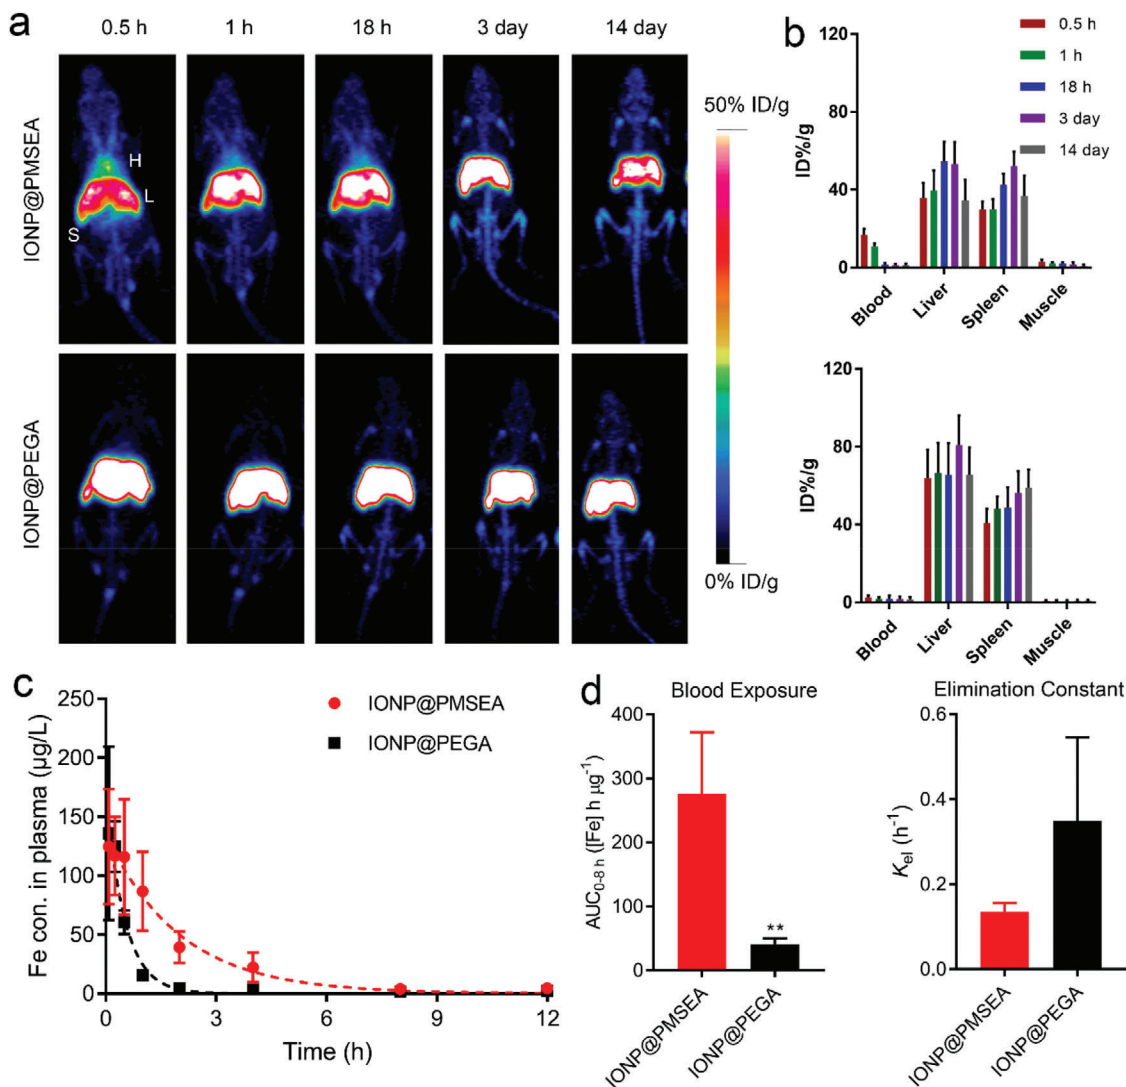 a
0.5 h
1 h
18 h
3 day
14 day
IONP@PMSEA
H
L
S
50% ID/g
0% ID/g
IONP@PEGA
b
120
80
40
0
ID%/g
0.5 h
1 h
18 h
3 day
14 day
Blood
Liver
Spleen
Muscle
120
80
40
0
ID%/g
Blood
Liver
Spleen
Muscle
c
250
200
150
100
50
0
Fe con. in plasma (µg/L)
IONP@PMSEA
IONP@PEGA
0
3
6
9
12
Time (h)
d
Blood Exposure
400
300
200
100
0
AUC0-8 h ([Fe] h µg-1)
**
IONP@PMSEA
IONP@PEGA
Elimination Constant
0.6
0.4
0.2
0.0
Kel (h-1)
IONP@PMSEA
IONP@PEGA